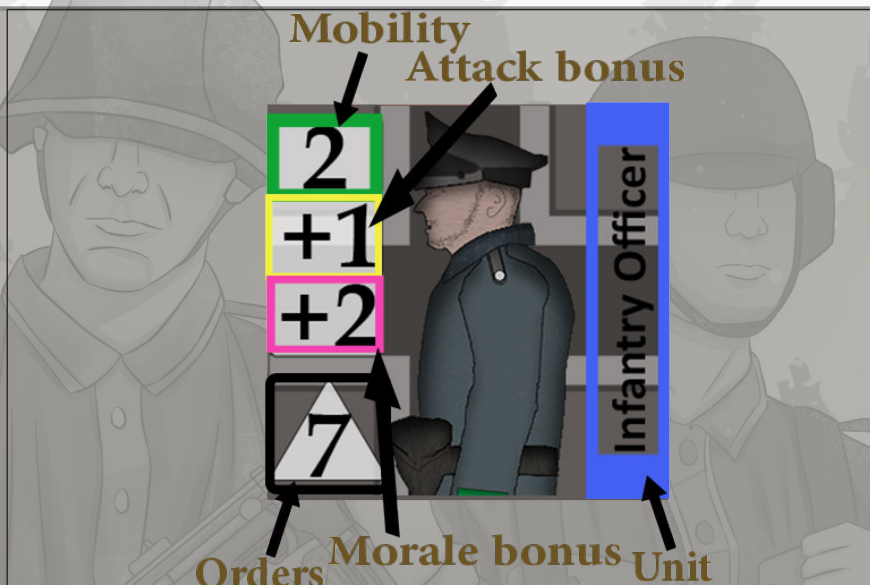 Mobility
Attack bonus
2
+1
+2
7
Infantry Officer
Orders
Morale bonus
Unit